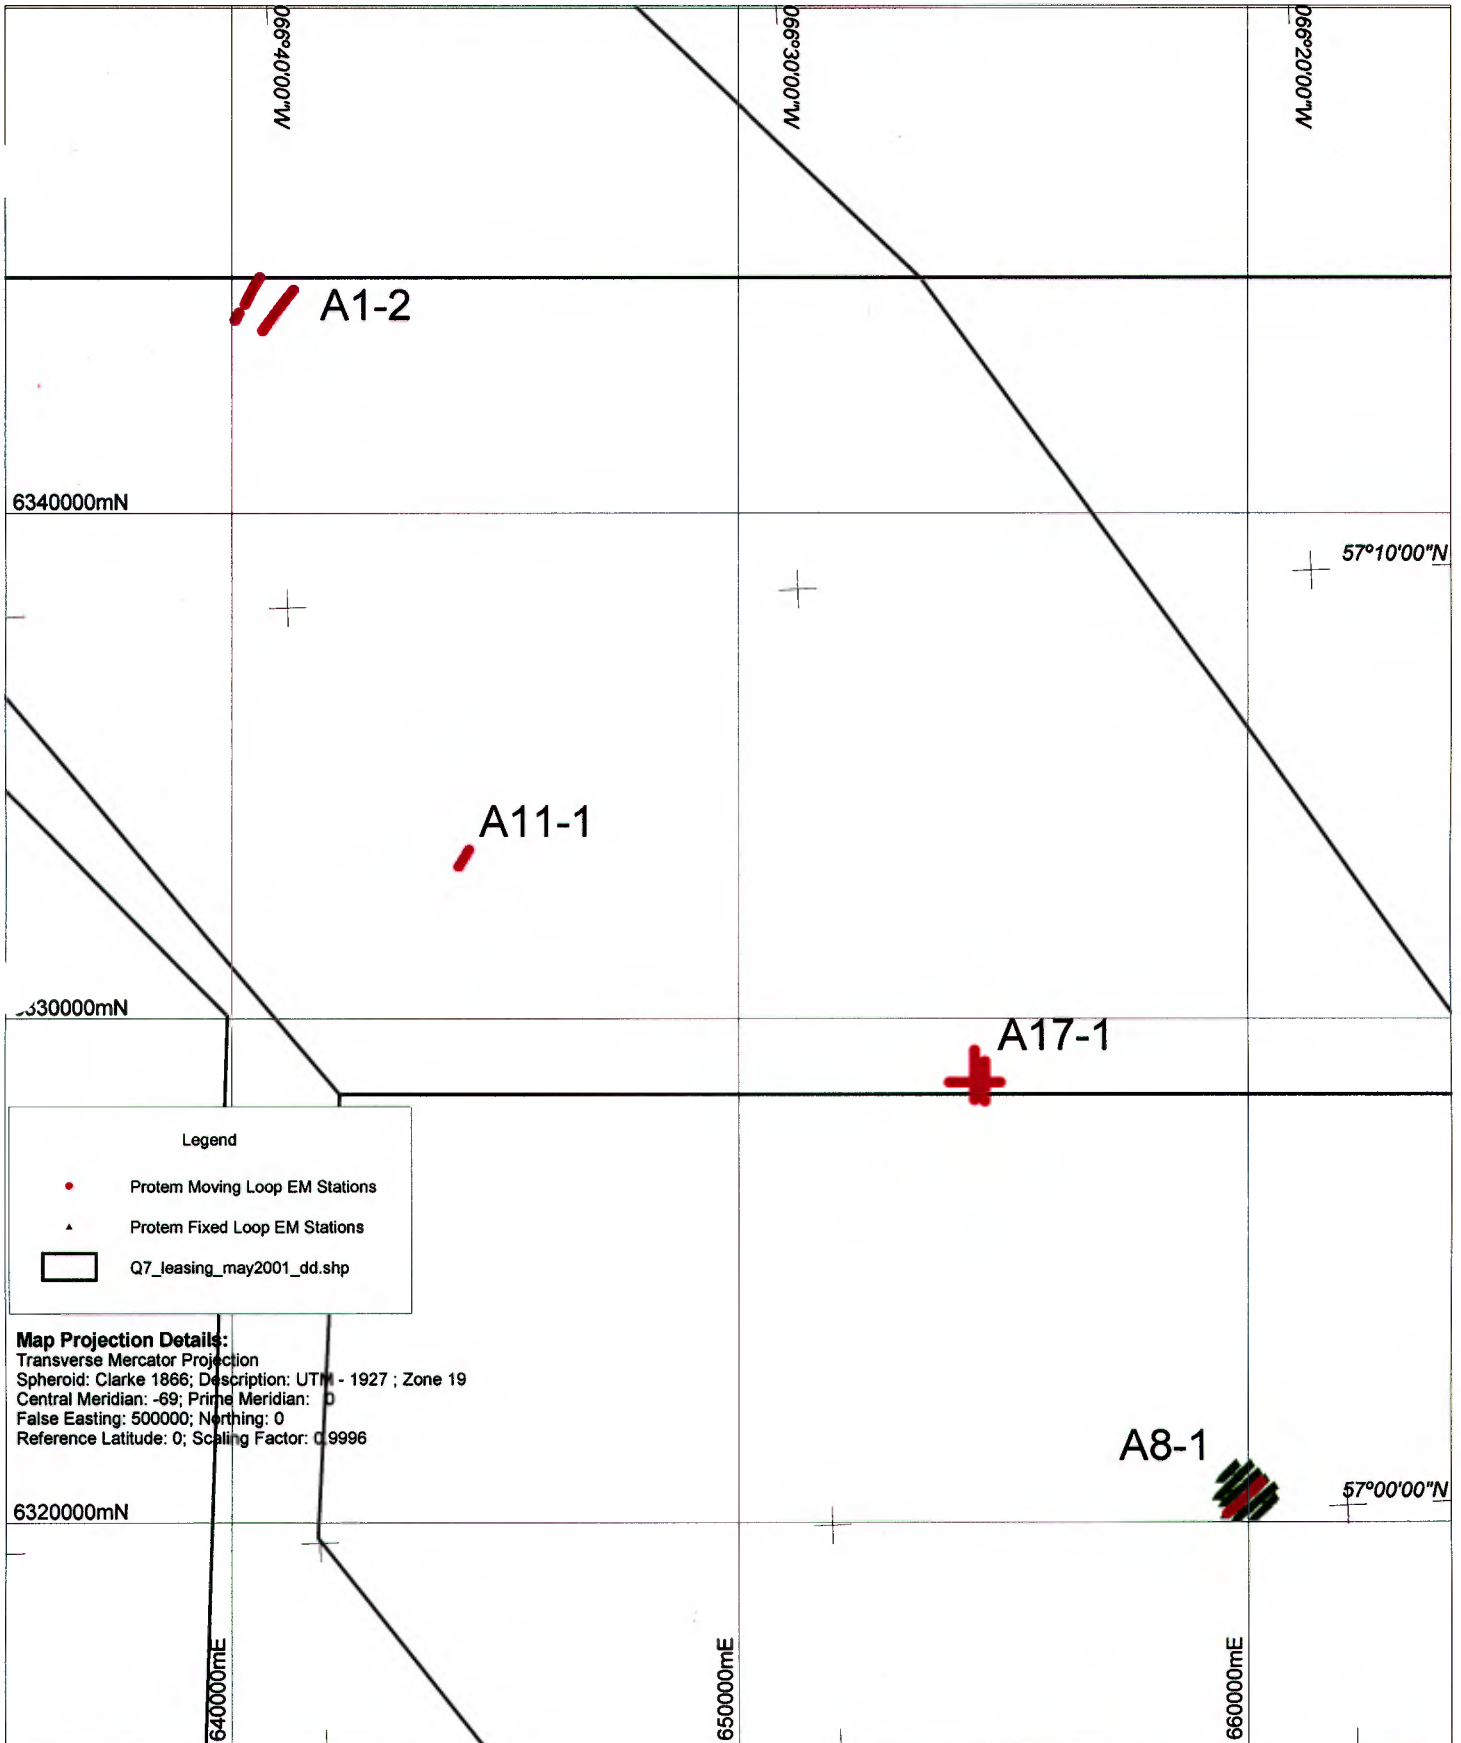 066°40'00"W
066°30'00"W
066°20'00"W
A1-2
6340000mN
57°10'00"N
A11-1
330000mN
A17-1
Legend
Protem Moving Loop EM Stations
Protem Fixed Loop EM Stations
Q7_leasing_may2001_dd.shp
Map Projection Details:
Transverse Mercator Projection
Spheroid: Clarke 1866; Description: UTM - 1927 ; Zone 19
Central Meridian: -69; Prime Meridian: 0
False Easting: 500000; Northing: 0
Reference Latitude: 0; Scaling Factor: 0.9996
A8-1
57°00'00"N
6320000mN
640000mE
650000mE
660000mE